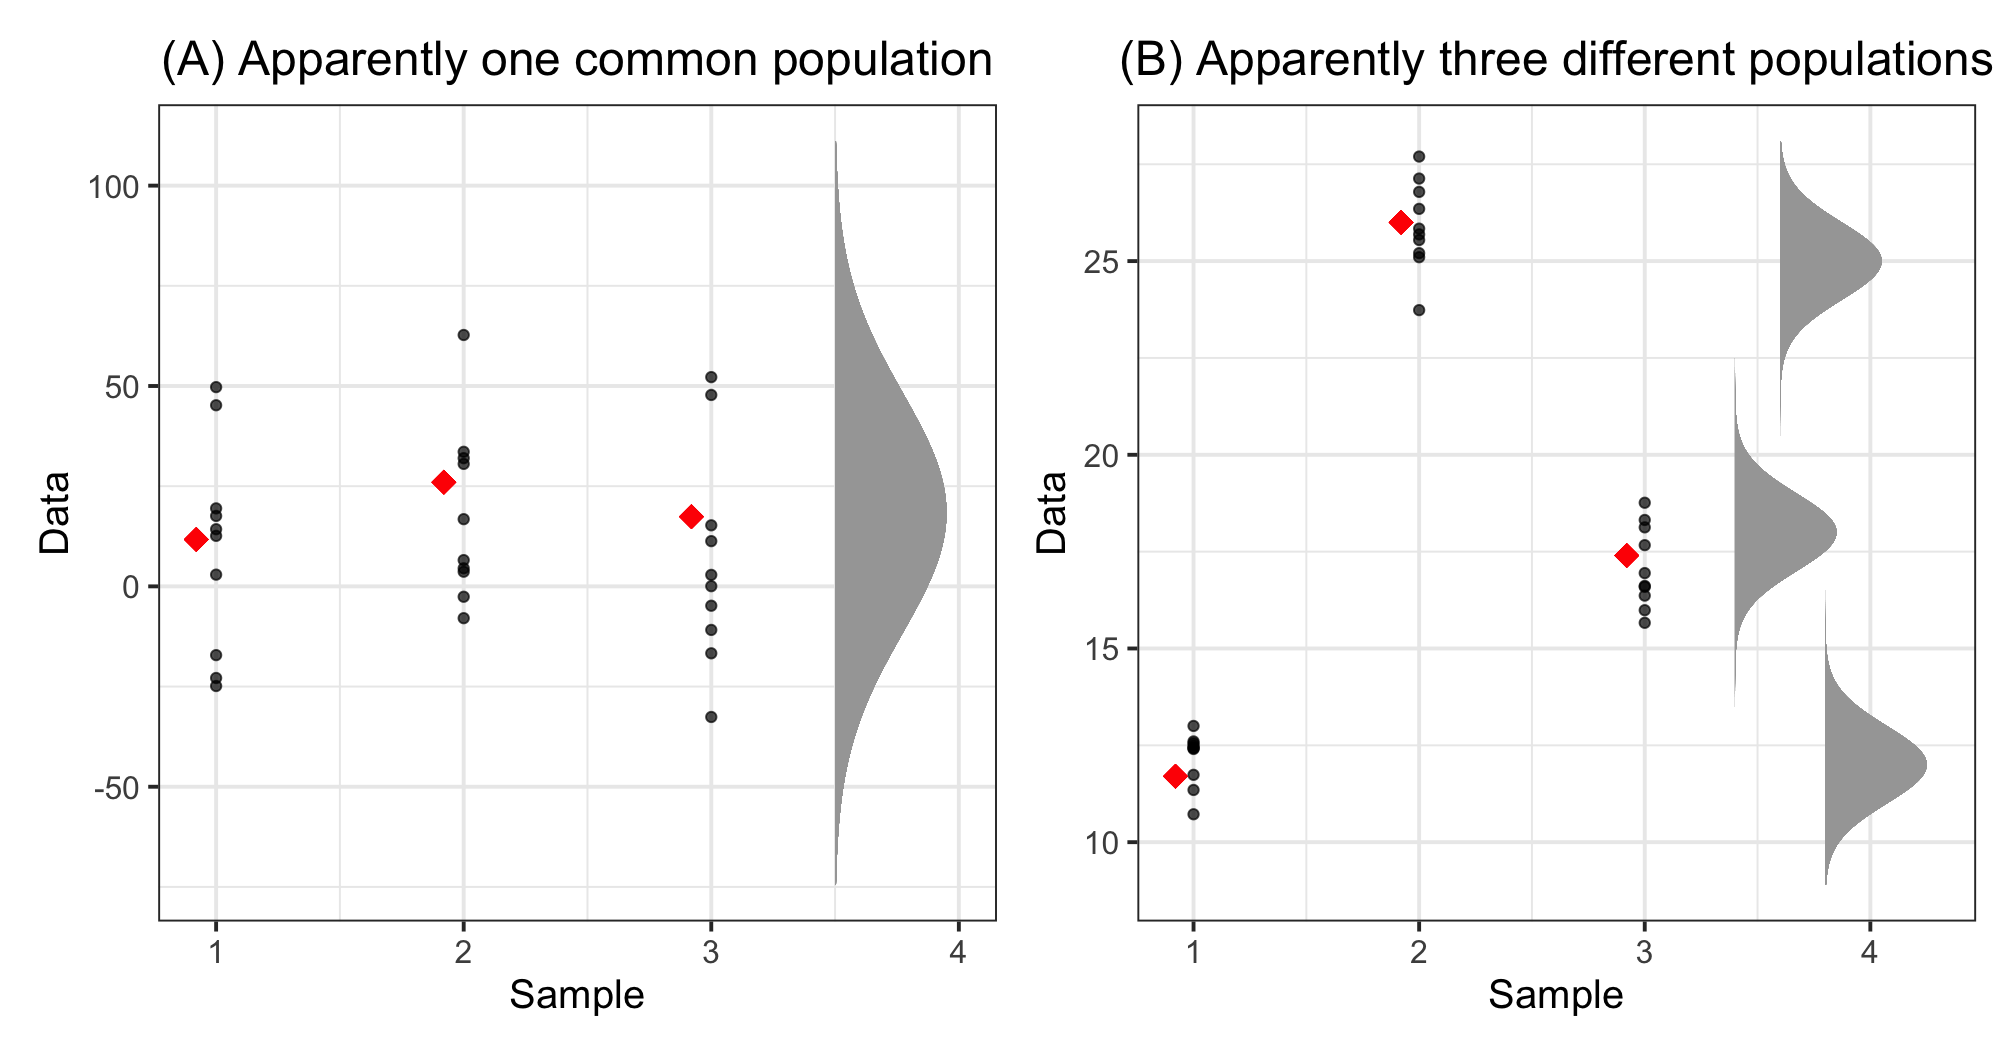 (A) Apparently one common population
100
50
0
-50
Data
1 2 3 4
Sample
(B) Apparently three different populations
25
20
15
10
Data
1 2 3 4
Sample